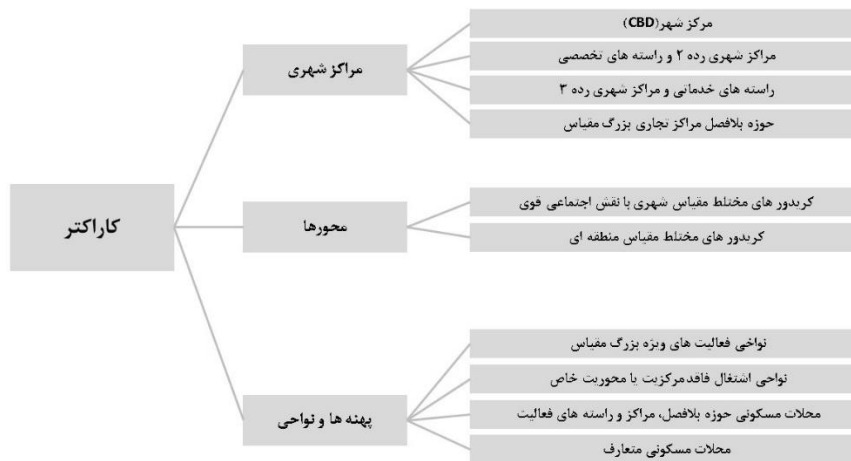 کاراکتر
مراکز شهری
مرکز شهر(CBD)
مراکز شهری رده ۲ و راسته های تخصصی
راسته های خدماتی و مراکز شهری رده ۳
حوزه بلافصل مراکز تجاری بزرگ مقیاس
محورها
کریدور های مختلط مقیاس شهری با نقش اجتماعی قوی
کریدور های مختلط مقیاس منطقه ای
پهنه ها و نواحی
نواحی فعالیت های ویژه بزرگ مقیاس
نواحی اشتغال فاقدمرکزیت یا محوریت خاص
محلات مسکونی حوزه بلافصل، مراکز و راسته های فعالیت
محلات مسکونی متعارف